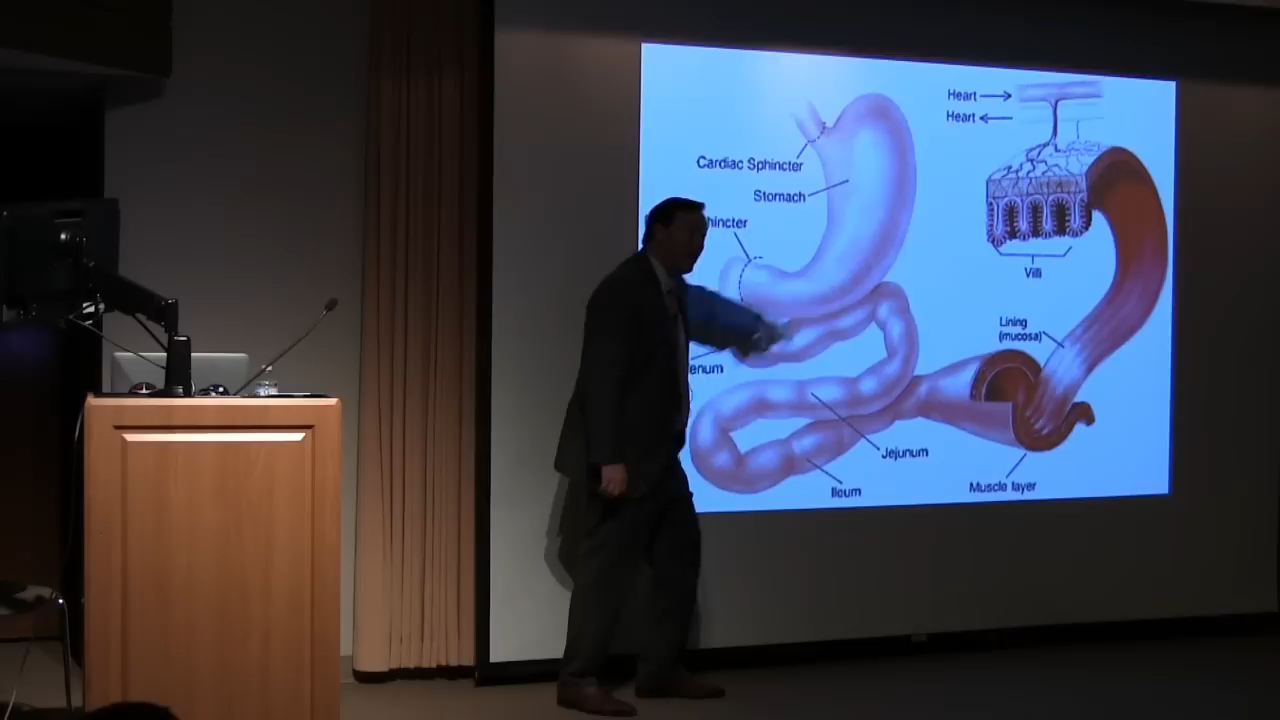 Heart
Heart
Cardiac Sphincter
Stomach
hincter
Villi
Lining
(mucosa)
enum
Jejunum
Ileum
Muscle layer